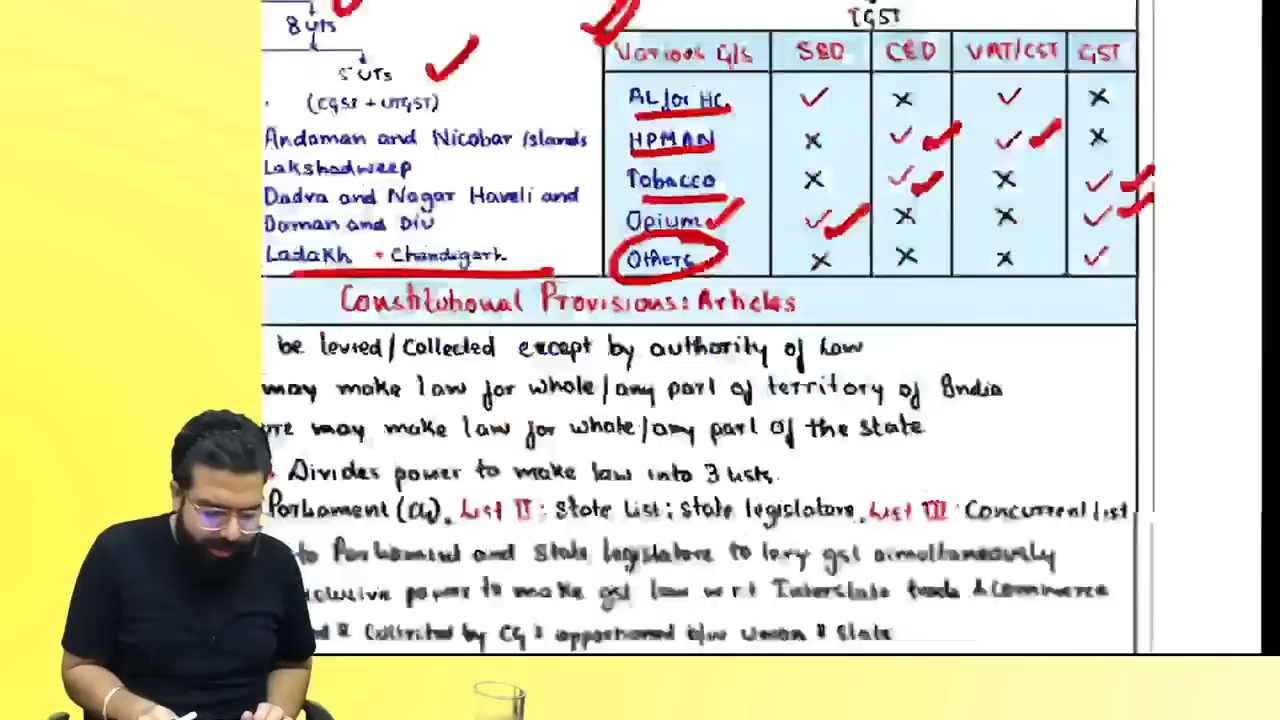 8 UTs
5 UTs
(CGST + UTGST)
Andaman and Nicobar Islands
Lakshadweep
Dadra and Nagar Haveli and
Daman and Diu
Ladakh • Chandigarh
TGST
Various G/s SED CED VAT/CST GST
AL for HC ✓ × ✓ ×
HPMAN × ✓ ✓ ×
Tobacco × ✓ × ✓
Opium ✓ × × ✓
Others × × × ✓
Constitutional Provisions: Articles
be levied/collected except by authority of law
may make law for whole/any part of territory of India
ure may make law for whole/any part of the state
• Divides power to make law into 3 lists.
Parliament (CG), List II: State List; State legislature, List III: Concurrent list
to Parliament and State legislature to levy gst simultaneously
clusive power to make gst law w.r.t Interstate trade & commerce
d & collected by CG & apportioned b/w union & state